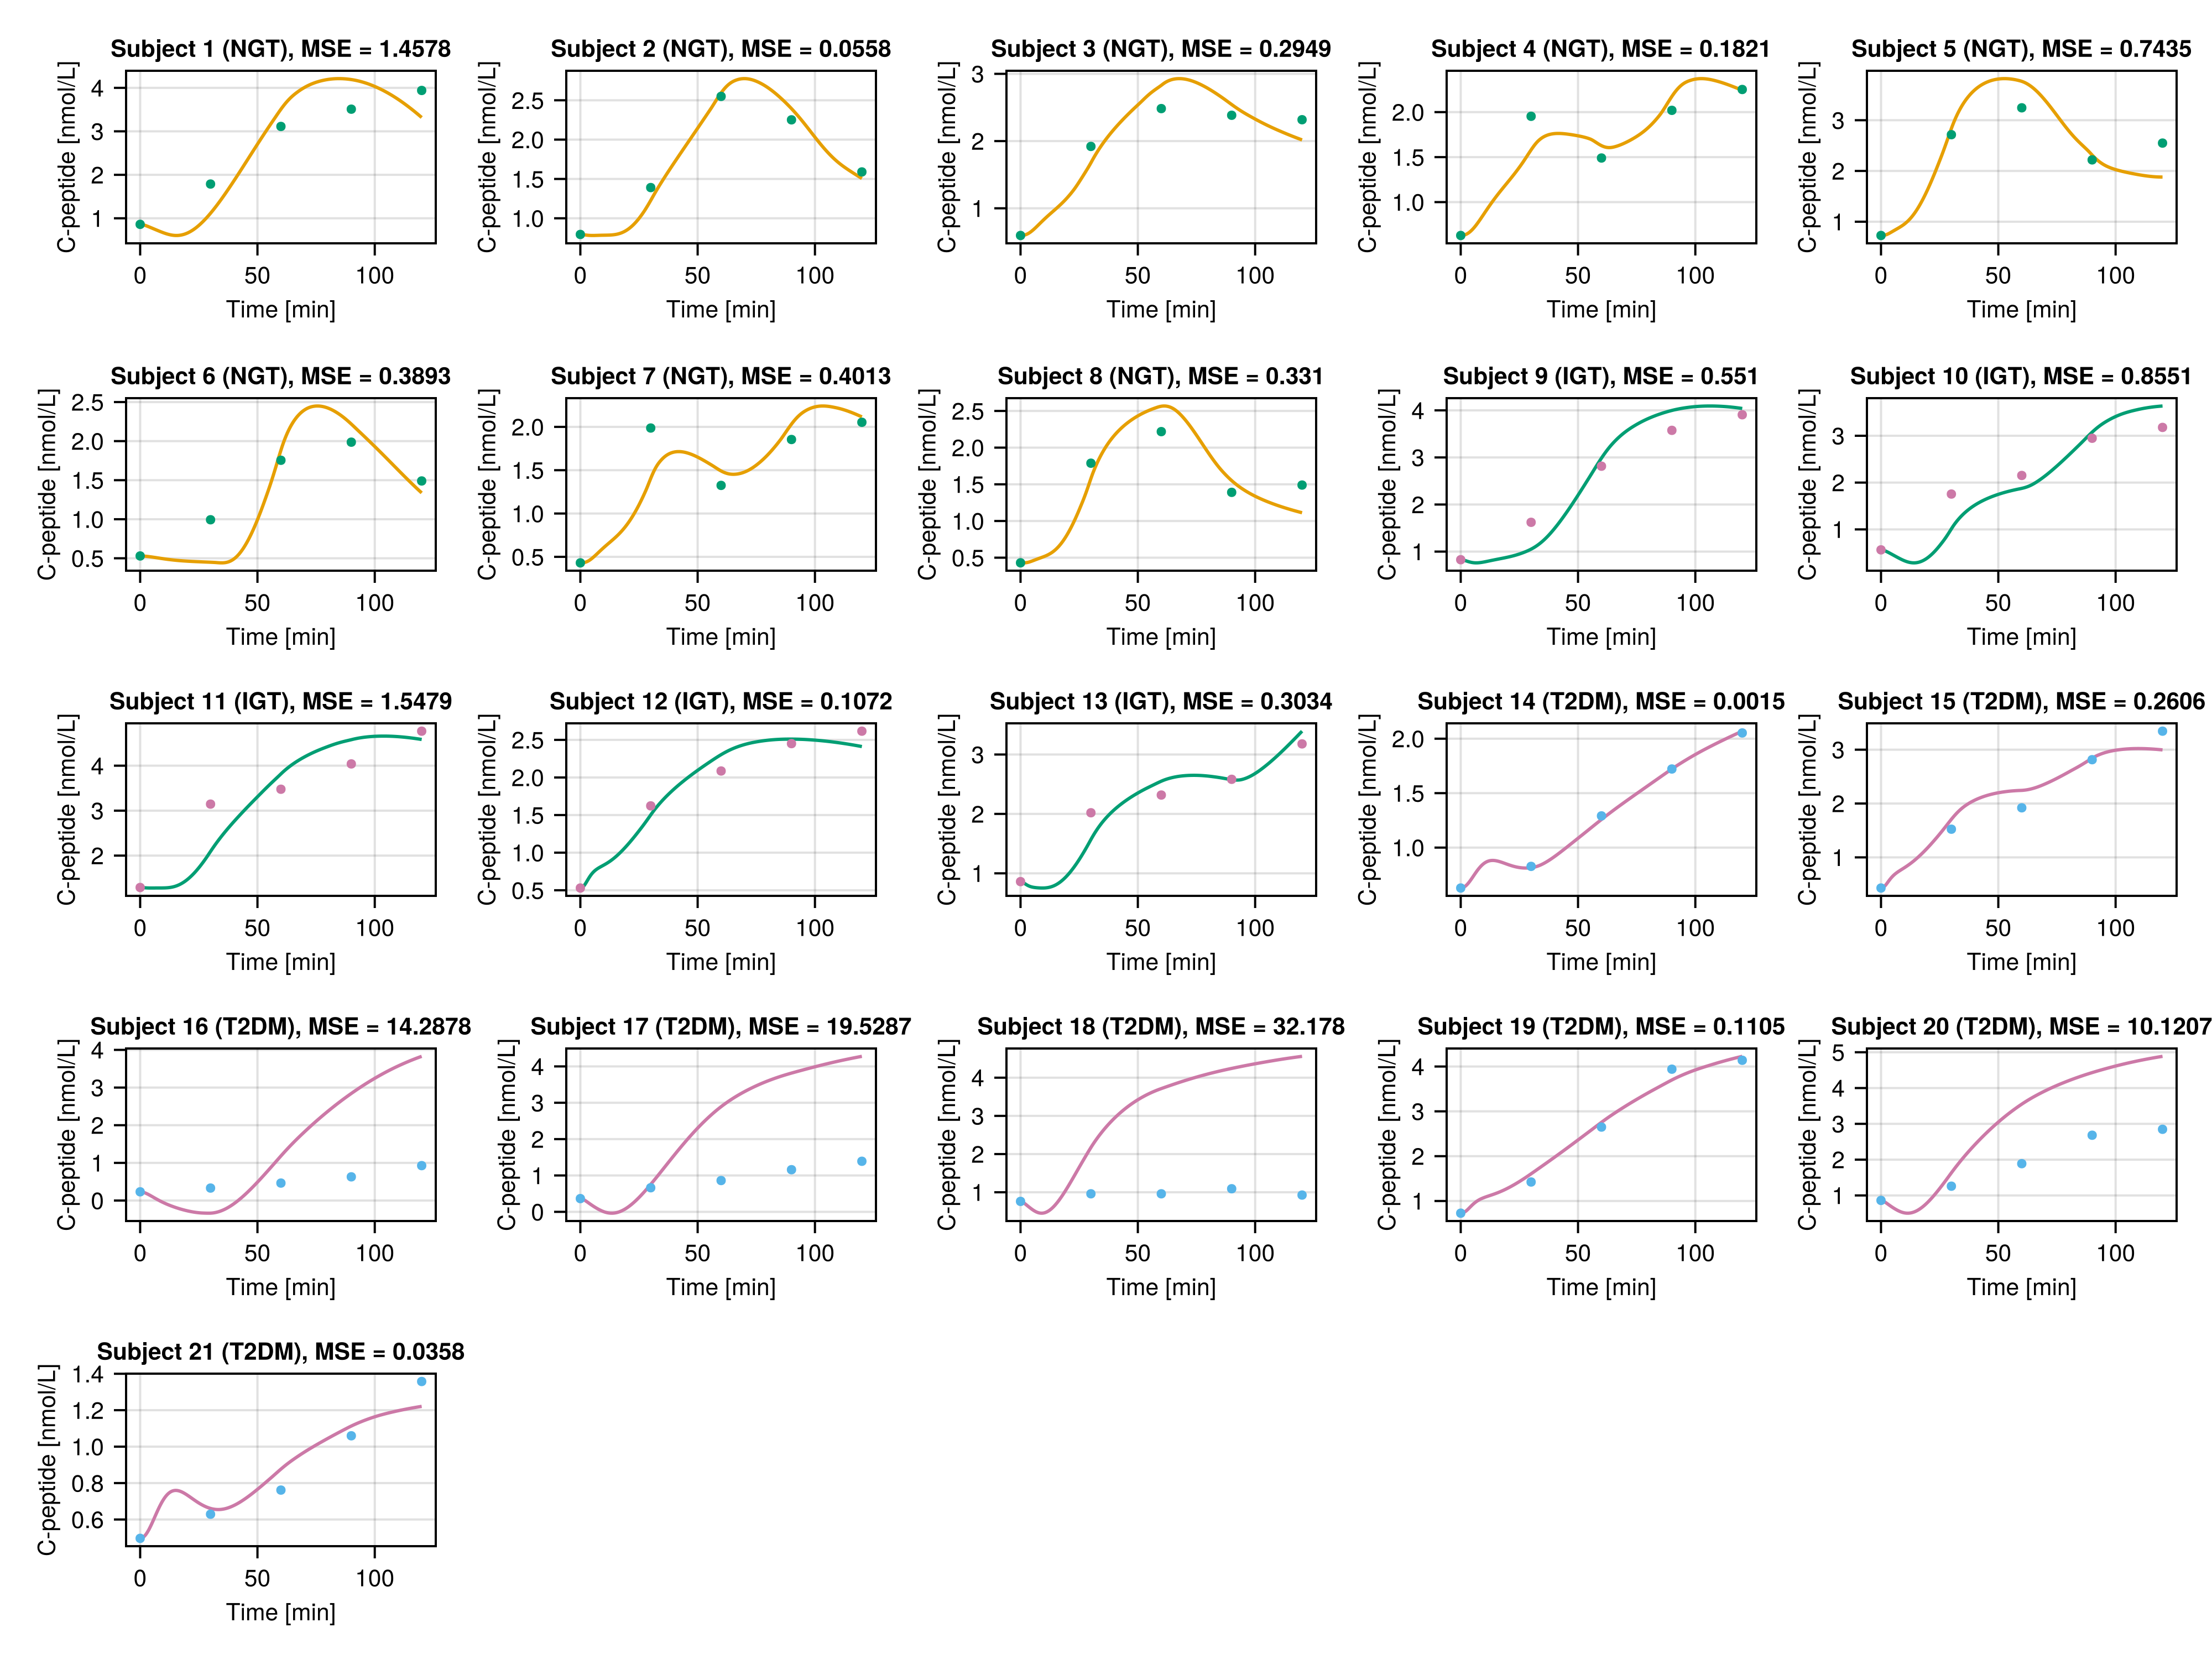 Subject 1 (NGT), MSE = 1.4578
C-peptide [nmol/L]
4
3
2
1
0 50 100
Time [min]
Subject 2 (NGT), MSE = 0.0558
C-peptide [nmol/L]
2.5
2.0
1.5
1.0
0 50 100
Time [min]
Subject 3 (NGT), MSE = 0.2949
C-peptide [nmol/L]
3
2
1
0 50 100
Time [min]
Subject 4 (NGT), MSE = 0.1821
C-peptide [nmol/L]
2.0
1.5
1.0
0 50 100
Time [min]
Subject 5 (NGT), MSE = 0.7435
C-peptide [nmol/L]
3
2
1
0 50 100
Time [min]
Subject 6 (NGT), MSE = 0.3893
C-peptide [nmol/L]
2.5
2.0
1.5
1.0
0.5
0 50 100
Time [min]
Subject 7 (NGT), MSE = 0.4013
C-peptide [nmol/L]
2.0
1.5
1.0
0.5
0 50 100
Time [min]
Subject 8 (NGT), MSE = 0.331
C-peptide [nmol/L]
2.5
2.0
1.5
1.0
0.5
0 50 100
Time [min]
Subject 9 (IGT), MSE = 0.551
C-peptide [nmol/L]
4
3
2
1
0 50 100
Time [min]
Subject 10 (IGT), MSE = 0.8551
C-peptide [nmol/L]
3
2
1
0 50 100
Time [min]
Subject 11 (IGT), MSE = 1.5479
C-peptide [nmol/L]
4
3
2
0 50 100
Time [min]
Subject 12 (IGT), MSE = 0.1072
C-peptide [nmol/L]
2.5
2.0
1.5
1.0
0.5
0 50 100
Time [min]
Subject 13 (IGT), MSE = 0.3034
C-peptide [nmol/L]
3
2
1
0 50 100
Time [min]
Subject 14 (T2DM), MSE = 0.0015
C-peptide [nmol/L]
2.0
1.5
1.0
0 50 100
Time [min]
Subject 15 (T2DM), MSE = 0.2606
C-peptide [nmol/L]
3
2
1
0 50 100
Time [min]
Subject 16 (T2DM), MSE = 14.2878
C-peptide [nmol/L]
4
3
2
1
0
0 50 100
Time [min]
Subject 17 (T2DM), MSE = 19.5287
C-peptide [nmol/L]
4
3
2
1
0
0 50 100
Time [min]
Subject 18 (T2DM), MSE = 32.178
C-peptide [nmol/L]
4
3
2
1
0 50 100
Time [min]
Subject 19 (T2DM), MSE = 0.1105
C-peptide [nmol/L]
4
3
2
1
0 50 100
Time [min]
Subject 20 (T2DM), MSE = 10.1207
C-peptide [nmol/L]
5
4
3
2
1
0 50 100
Time [min]
Subject 21 (T2DM), MSE = 0.0358
C-peptide [nmol/L]
1.4
1.2
1.0
0.8
0.6
0 50 100
Time [min]